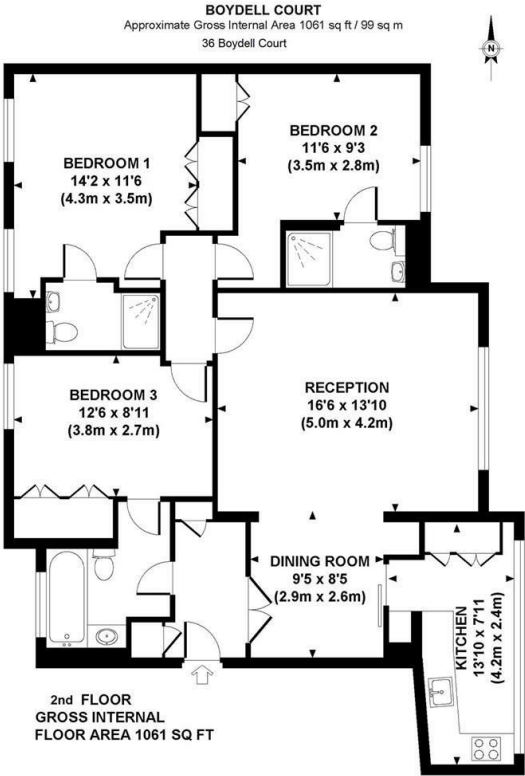 BOYDELL COURT
Approximate Gross Internal Area 1061 sq ft / 99 sq m
36 Boydell Court
N
BEDROOM 1
14'2 x 11'6
(4.3m x 3.5m)
BEDROOM 2
11'6 x 9'3
(3.5m x 2.8m)
BEDROOM 3
12'6 x 8'11
(3.8m x 2.7m)
RECEPTION
16'6 x 13'10
(5.0m x 4.2m)
DINING ROOM
9'5 x 8'5
(2.9m x 2.6m)
KITCHEN
13'10 x 7'11
(4.2m x 2.4m)
2nd FLOOR
GROSS INTERNAL
FLOOR AREA 1061 SQ FT